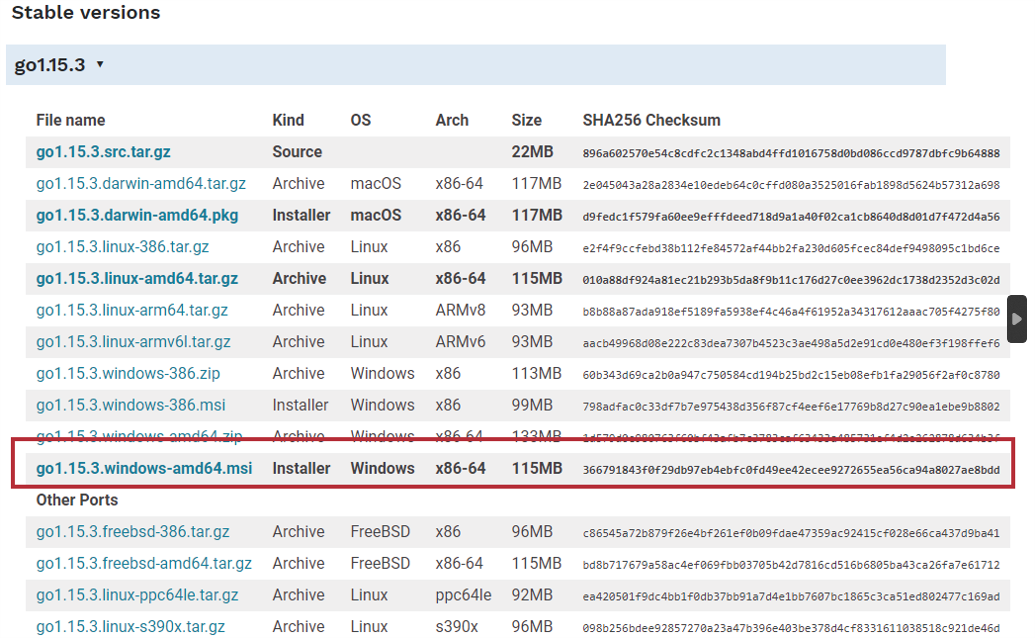 Stable versions
go1.15.3 ▾
File name Kind OS Arch Size SHA256 Checksum
go1.15.3.src.tar.gz Source 22MB 896a602570e54c8cdfc2c1348abd4ffd1016758d0bd086ccd9787dbfc9b64888
go1.15.3.darwin-amd64.tar.gz Archive macOS x86-64 117MB 2e045043a28a2834e10edeb64c0cffd080a3525016fab1898d5624b57312a698
go1.15.3.darwin-amd64.pkg Installer macOS x86-64 117MB d9fedc1f579fa60ee9efffdeed718d9a1a40f02ca1cb8640d8d01d7f472d4a56
go1.15.3.linux-386.tar.gz Archive Linux x86 96MB e2f4f9ccfebd38b112fe84572af44bb2fa230d605fcec84def9498095c1bd6ce
go1.15.3.linux-amd64.tar.gz Archive Linux x86-64 115MB 010a88df924a81ec21b293b5da8f9b11c176d27c0ee3962dc1738d2352d3c02d
go1.15.3.linux-arm64.tar.gz Archive Linux ARMv8 93MB b8b88a87ada918ef5189fa5938ef4c46a4f61952a34317612aaac705f4275f80
go1.15.3.linux-armv6l.tar.gz Archive Linux ARMv6 93MB aacb49968d08e222c83dea7307b4523c3ae498a5d2e91cd0e480ef3f198ffef6
go1.15.3.windows-386.zip Archive Windows x86 113MB 60b343d69ca2b0a947c750584cd194b25bd2c15eb08efb1fa29056f2af0c8780
go1.15.3.windows-386.msi Installer Windows x86 99MB 798adfac0c33df7b7e975438d356f87cf4eef6e17769b8d27c90ea1ebe9b8802
go1.15.3.windows-amd64.zip Archive Windows x86-64 133MB
go1.15.3.windows-amd64.msi Installer Windows x86-64 115MB 366791843f0f29db97eb4ebfc0fd49ee42ecee9272655ea56ca94a8027ae8bdd
Other Ports
go1.15.3.freebsd-386.tar.gz Archive FreeBSD x86 96MB c86545a72b879f26e4bf261ef0b09fdae47359ac92415cf028e66ca437d9ba41
go1.15.3.freebsd-amd64.tar.gz Archive FreeBSD x86-64 115MB bd8b717679a58ac4ef069fbb03705b42d7816cd516b6805ba43ca26fa7e61712
go1.15.3.linux-ppc64le.tar.gz Archive Linux ppc64le 92MB ea420501f9dc4bb1f0db37bb91a7d4e1bb7607bc1865c3ca51ed802477c169ad
go1.15.3.linux-s390x.tar.gz Archive Linux s390x 96MB 098b256bdee92857270a23a47b396e403be378d4cf8331611038518c921de46d